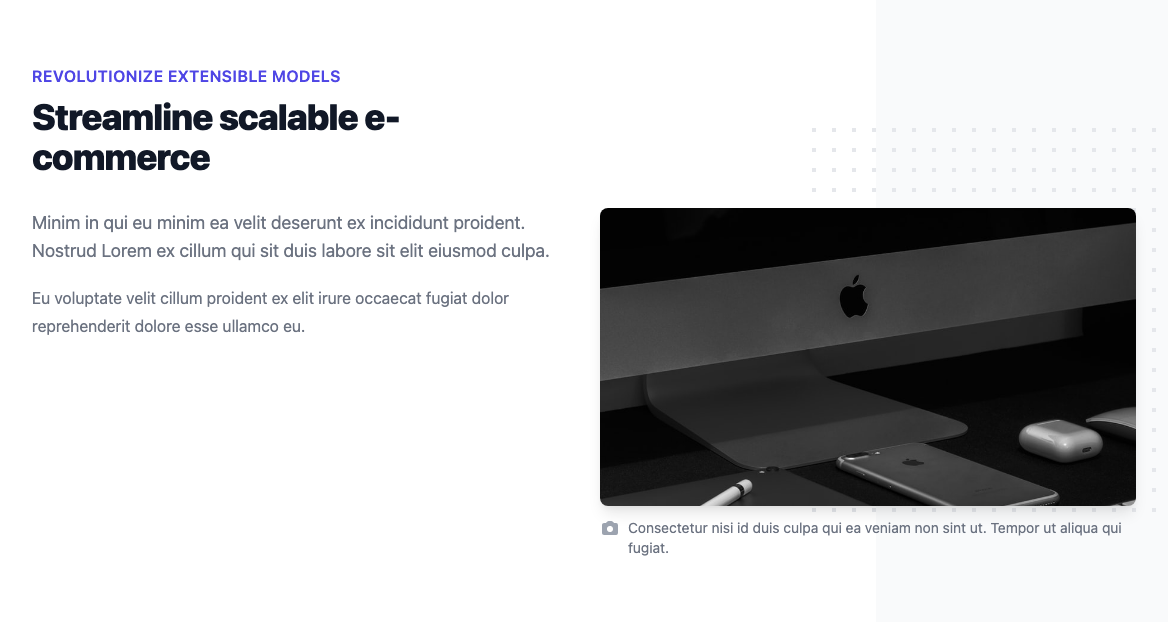 REVOLUTIONIZE EXTENSIBLE MODELS
Streamline scalable e-
commerce
Minim in qui eu minim ea velit deserunt ex incididunt proident.
Nostrud Lorem ex cillum qui sit duis labore sit elit eiusmod culpa.
Eu voluptate velit cillum proident ex elit irure occaecat fugiat dolor
reprehenderit dolore esse ullamco eu.
Consectetur nisi id duis culpa qui ea veniam non sint ut. Tempor ut aliqua qui
fugiat.